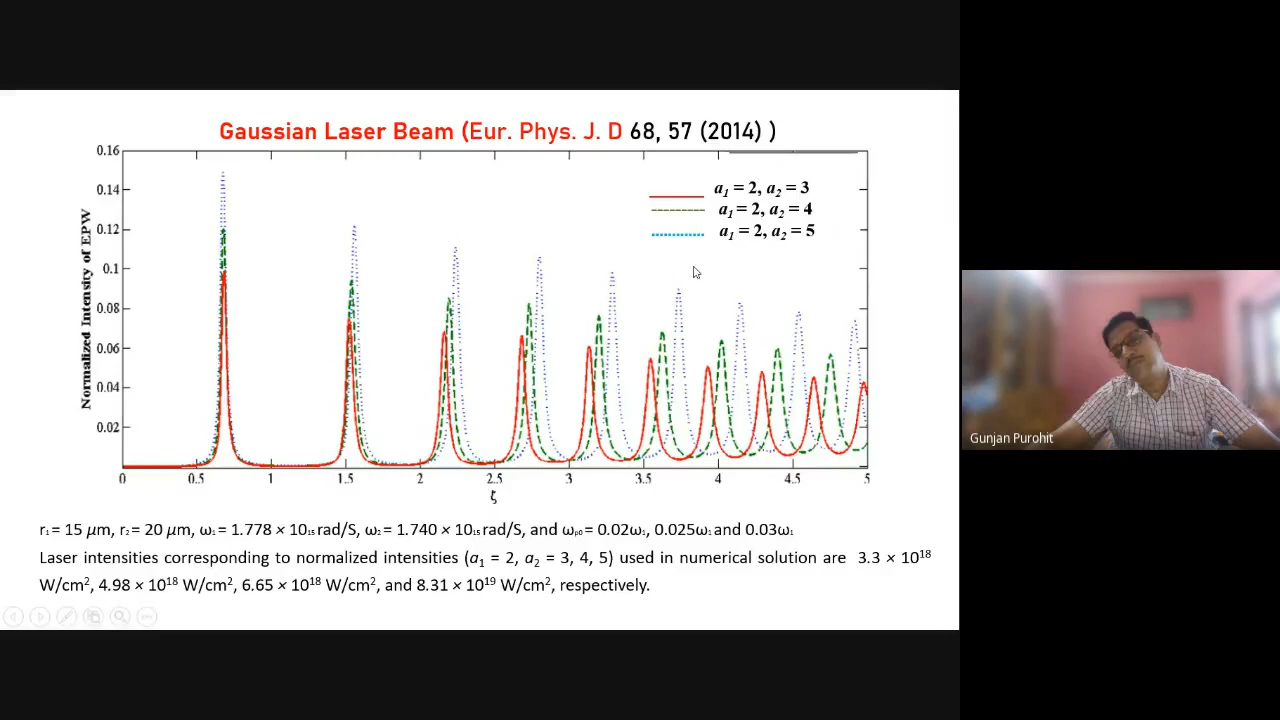 Gaussian Laser Beam (Eur. Phys. J. D 68, 57 (2014) )
0.16
0.14
0.12
0.1
0.08
0.06
0.04
0.02
Normalized Intensity of EPW
a₁ = 2, a₂ = 3
a₁ = 2, a₂ = 4
a₁ = 2, a₂ = 5
0 0.5 1 1.5 2 2.5 3 3.5 4 4.5 5
ζ
r₁ = 15 μm, r₂ = 20 μm, ω₁ = 1.778 × 10₁₅ rad/S, ω₂ = 1.740 × 10₁₅ rad/S, and ωₚ₀ = 0.02ω₁, 0.025ω₁ and 0.03ω₁
Laser intensities corresponding to normalized intensities (a₁ = 2, a₂ = 3, 4, 5) used in numerical solution are 3.3 × 10¹⁸
W/cm², 4.98 × 10¹⁸ W/cm², 6.65 × 10¹⁸ W/cm², and 8.31 × 10¹⁹ W/cm², respectively.
Gunjan Purohit